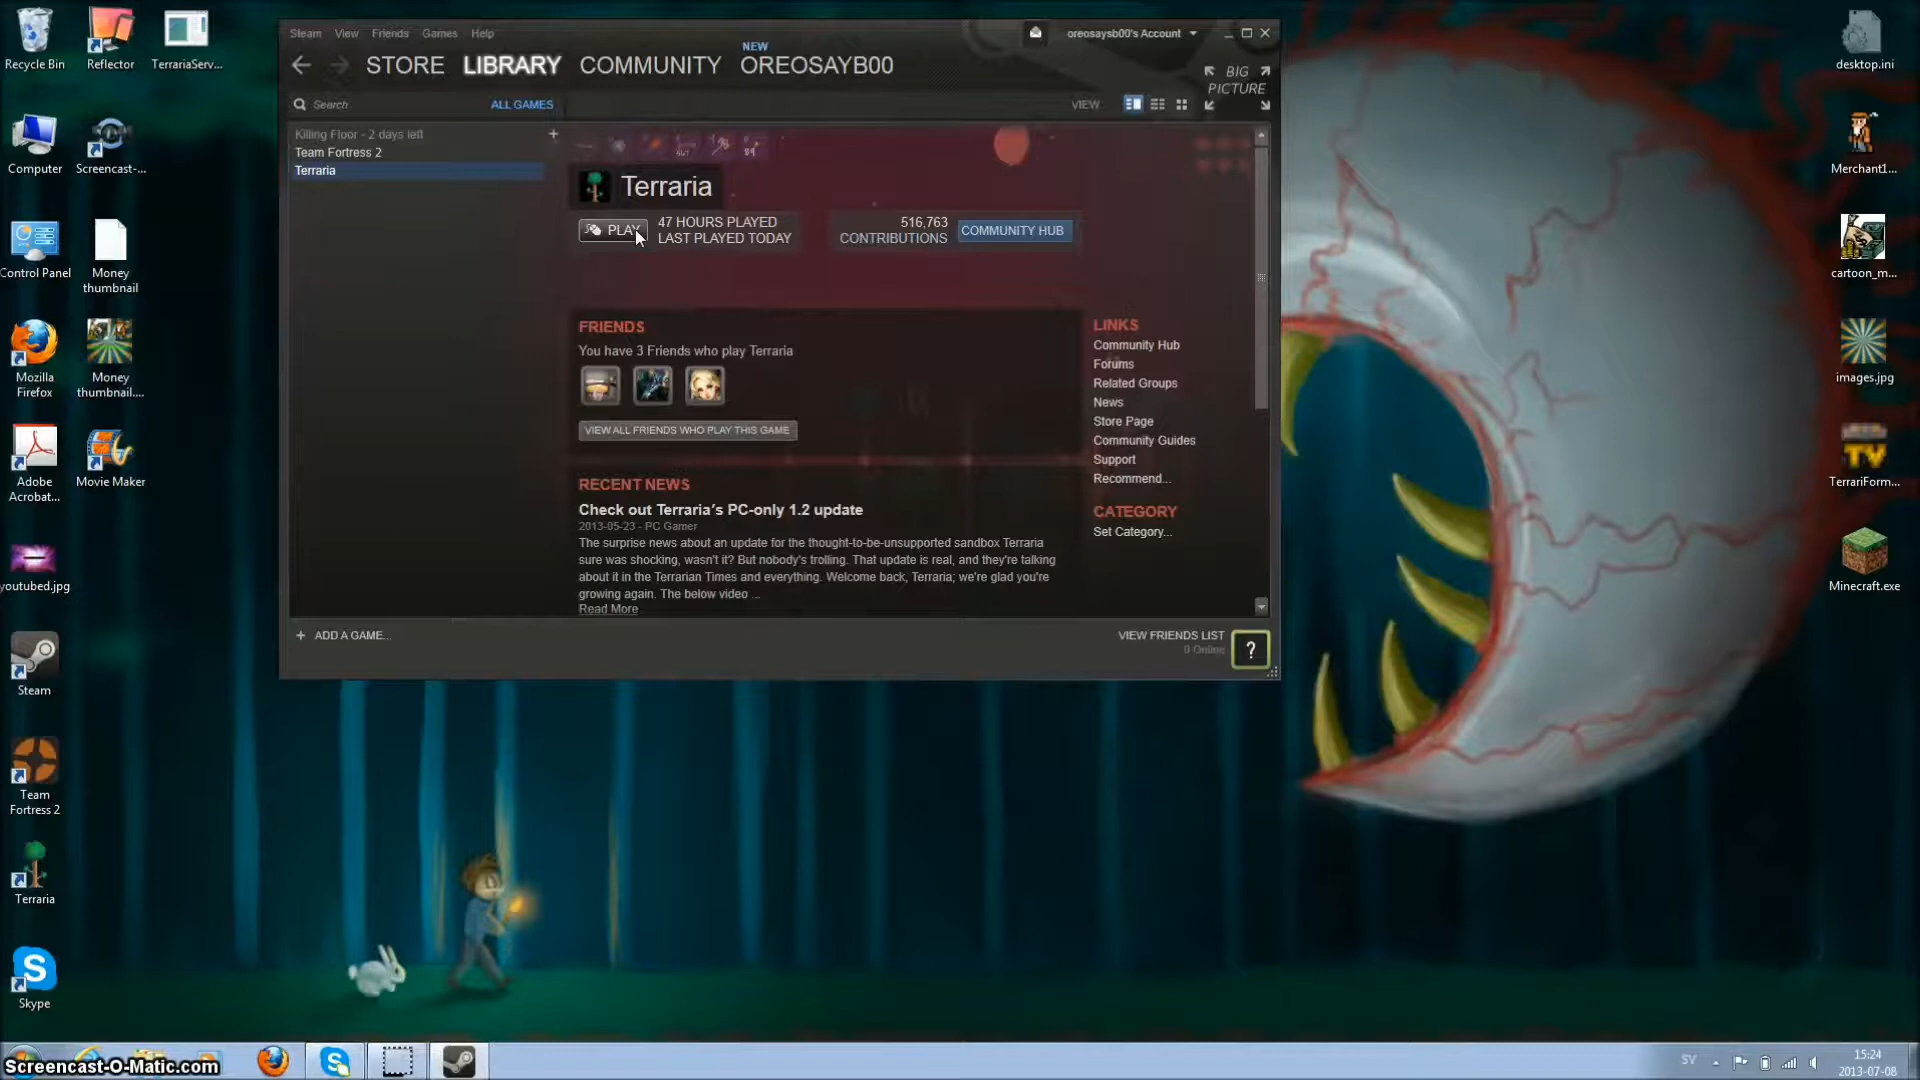 Recycle Bin
Reflector
TerrariaServ...
Computer
Screencast-...
Control Panel
Money
thumbnail
Mozilla
Firefox
Money
thumbnail....
Adobe
Acrobat...
Movie Maker
youtubed.jpg
Steam
Team
Fortress 2
Terraria
Skype
Steam View Friends Games Help
oreosaysb00's Account
STORE LIBRARY COMMUNITY
NEW
OREOSAYB00
BIG
PICTURE
Search
ALL GAMES
VIEW
Killing Floor - 2 days left
+
Team Fortress 2
Terraria
Terraria
PLAY
47 HOURS PLAYED
LAST PLAYED TODAY
516,763
CONTRIBUTIONS
COMMUNITY HUB
FRIENDS
You have 3 Friends who play Terraria
VIEW ALL FRIENDS WHO PLAY THIS GAME
LINKS
Community Hub
Forums
Related Groups
News
Store Page
Community Guides
Support
Recommend...
CATEGORY
Set Category...
RECENT NEWS
Check out Terraria's PC-only 1.2 update
2013-05-23 - PC Gamer
The surprise news about an update for the thought-to-be-unsupported sandbox Terraria
sure was shocking, wasn't it? But nobody's trolling. That update is real, and they're talking
about it in the Terrarian Times and everything. Welcome back, Terraria; we're glad you're
growing again. The below video ...
Read More
+ ADD A GAME...
VIEW FRIENDS LIST
0 Online
?
desktop.ini
Merchant1...
cartoon_m...
images.jpg
TV
TerrariForm...
Minecraft.exe
Screencast-O-Matic.com
SV
15:24
2013-07-08